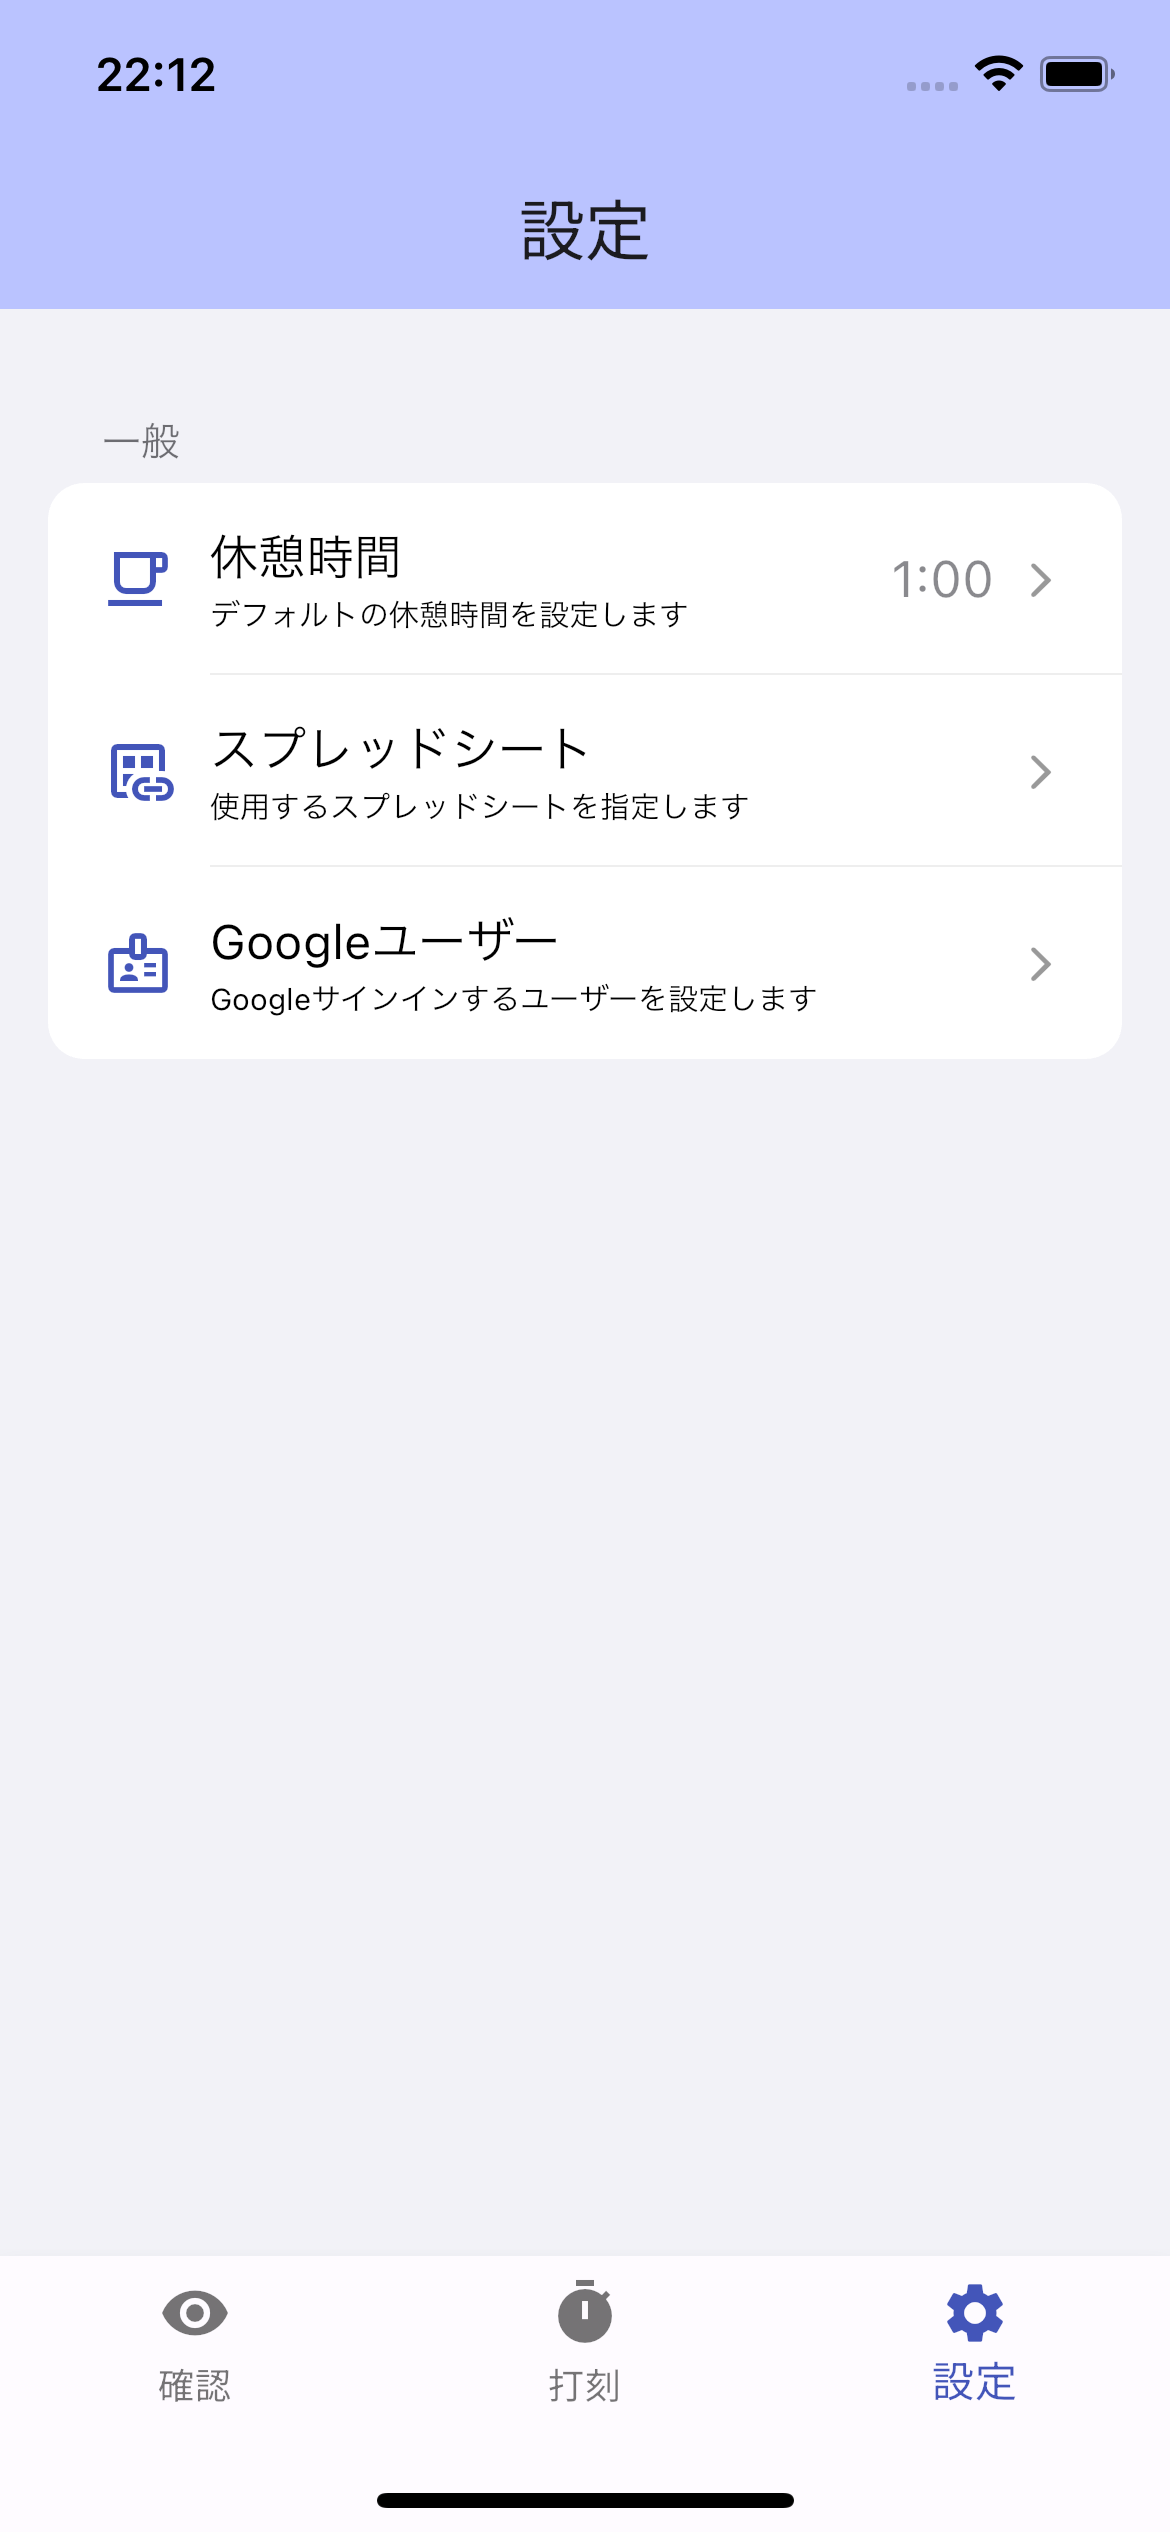 22:12
設定
一般
休憩時間
デフォルトの休憩時間を設定します
1:00
スプレッドシート
使用するスプレッドシートを指定します
Googleユーザー
Googleサインインするユーザーを設定します
確認
打刻
設定